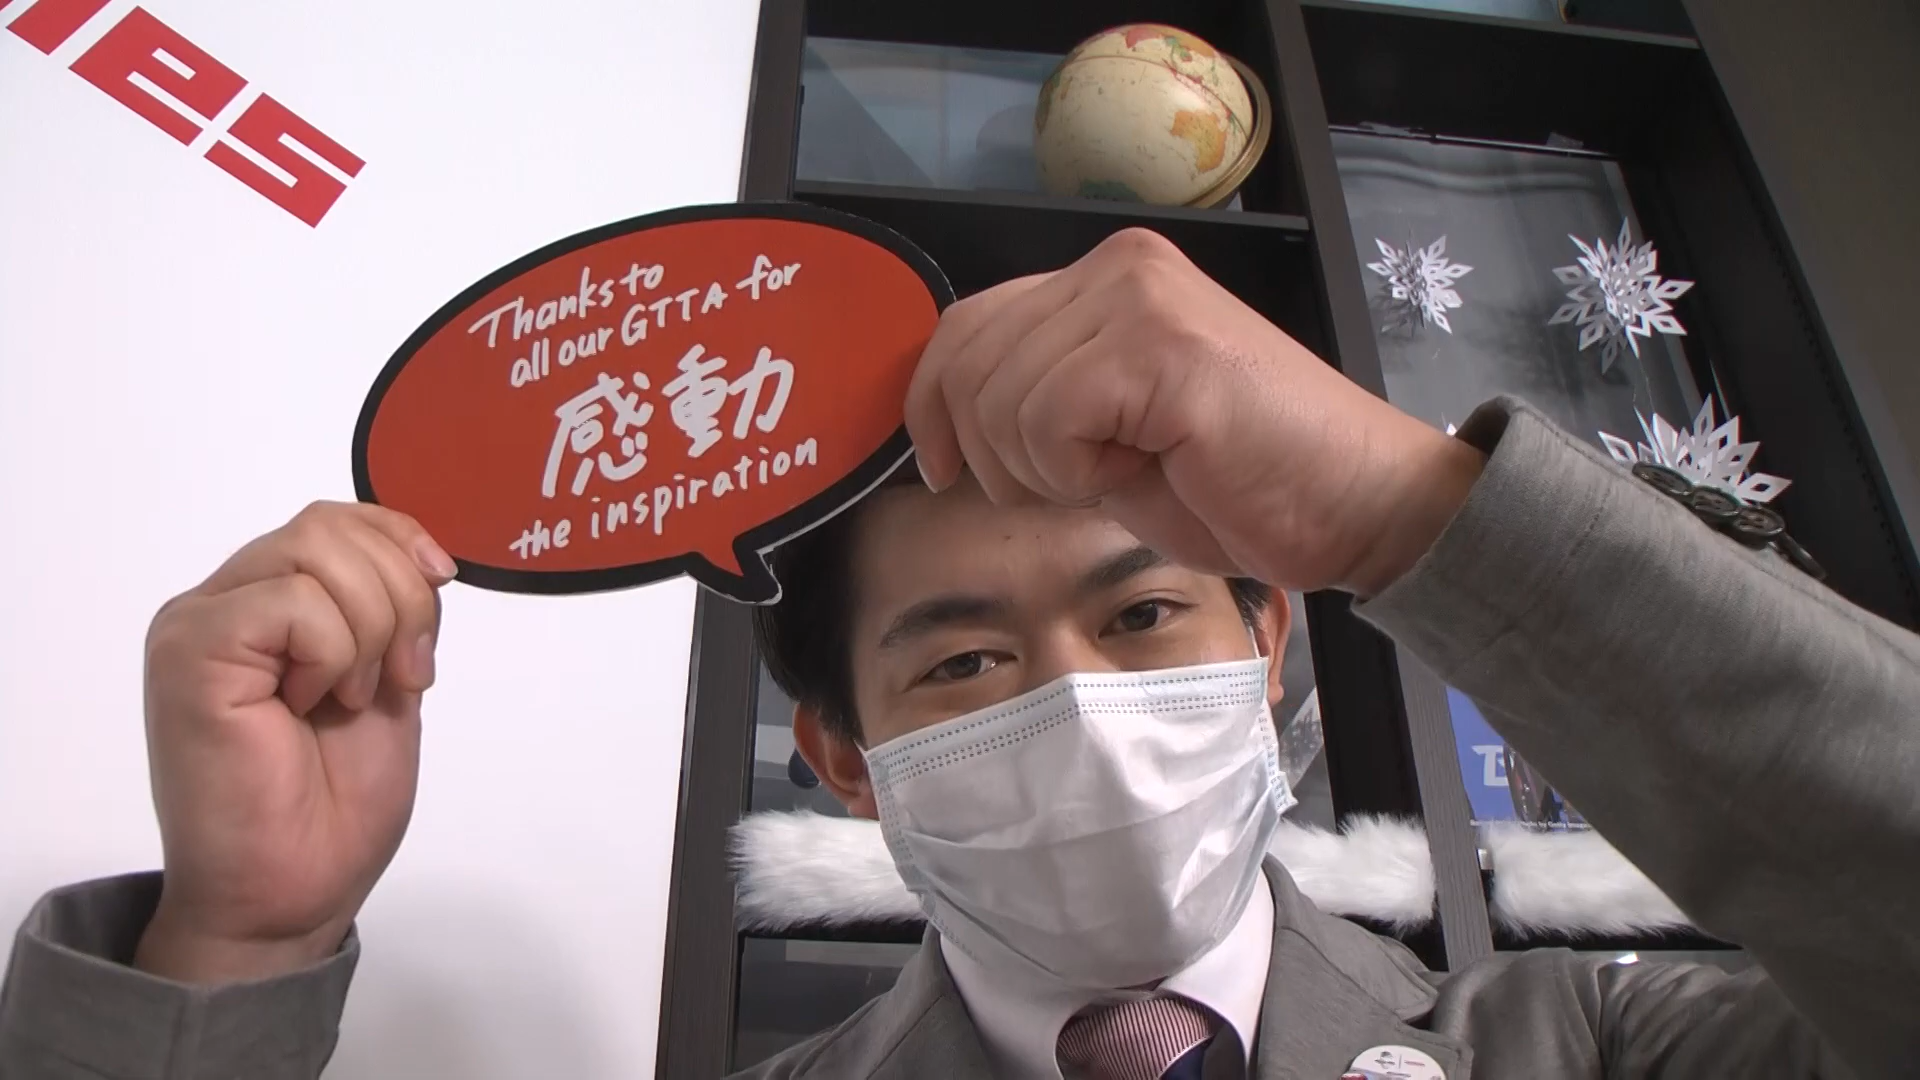 ies
Thanks to
all our GTTA for
感動
the inspiration